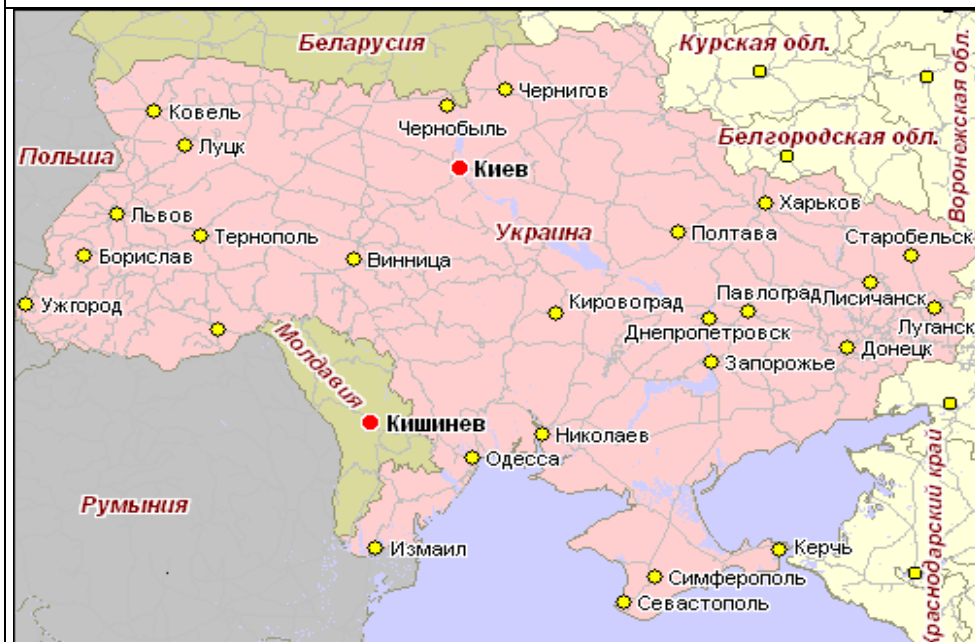 Беларусия
Курская обл.
Воронежская обл.
Чернигов
Ковель
Чернобыль
Белгородская обл.
Польша
Луцк
Киев
Харьков
Львов
Украина
Полтава
Старобельск
Тернополь
Борислав
Винница
Ужгород
Кировоград
Павлоград
Лисичанск
Луганск
Днепропетровск
Донецк
Молдавия
Запорожье
Кишинев
Николаев
Одесса
Румыния
Краснодарский край
Измаил
Керчь
Симферополь
Севастополь